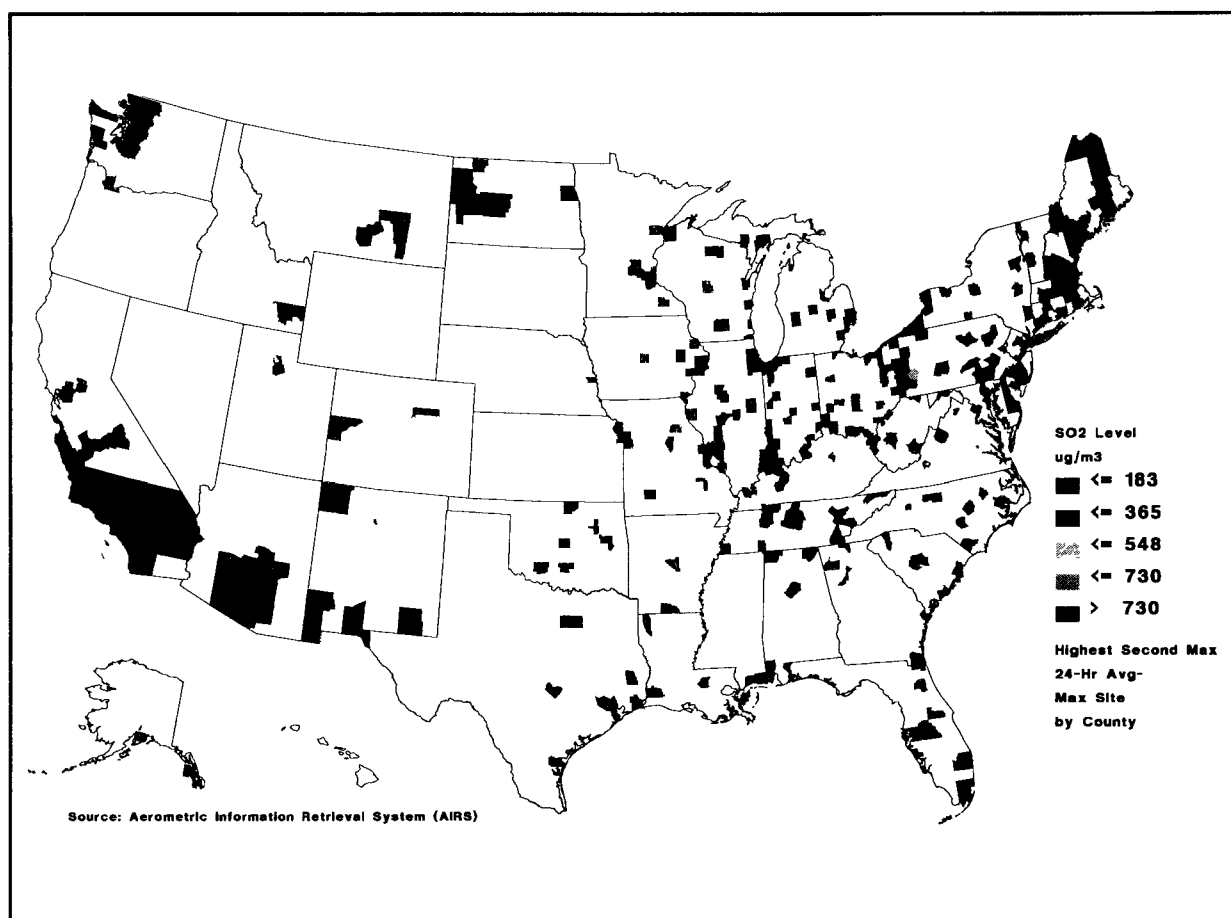 SO2 Level
ug/m3
<= 183
<= 365
<= 548
<= 730
> 730
Highest Second Max
24-Hr Avg-
Max Site
by County
Source: Aerometric Information Retrieval System (AIRS)